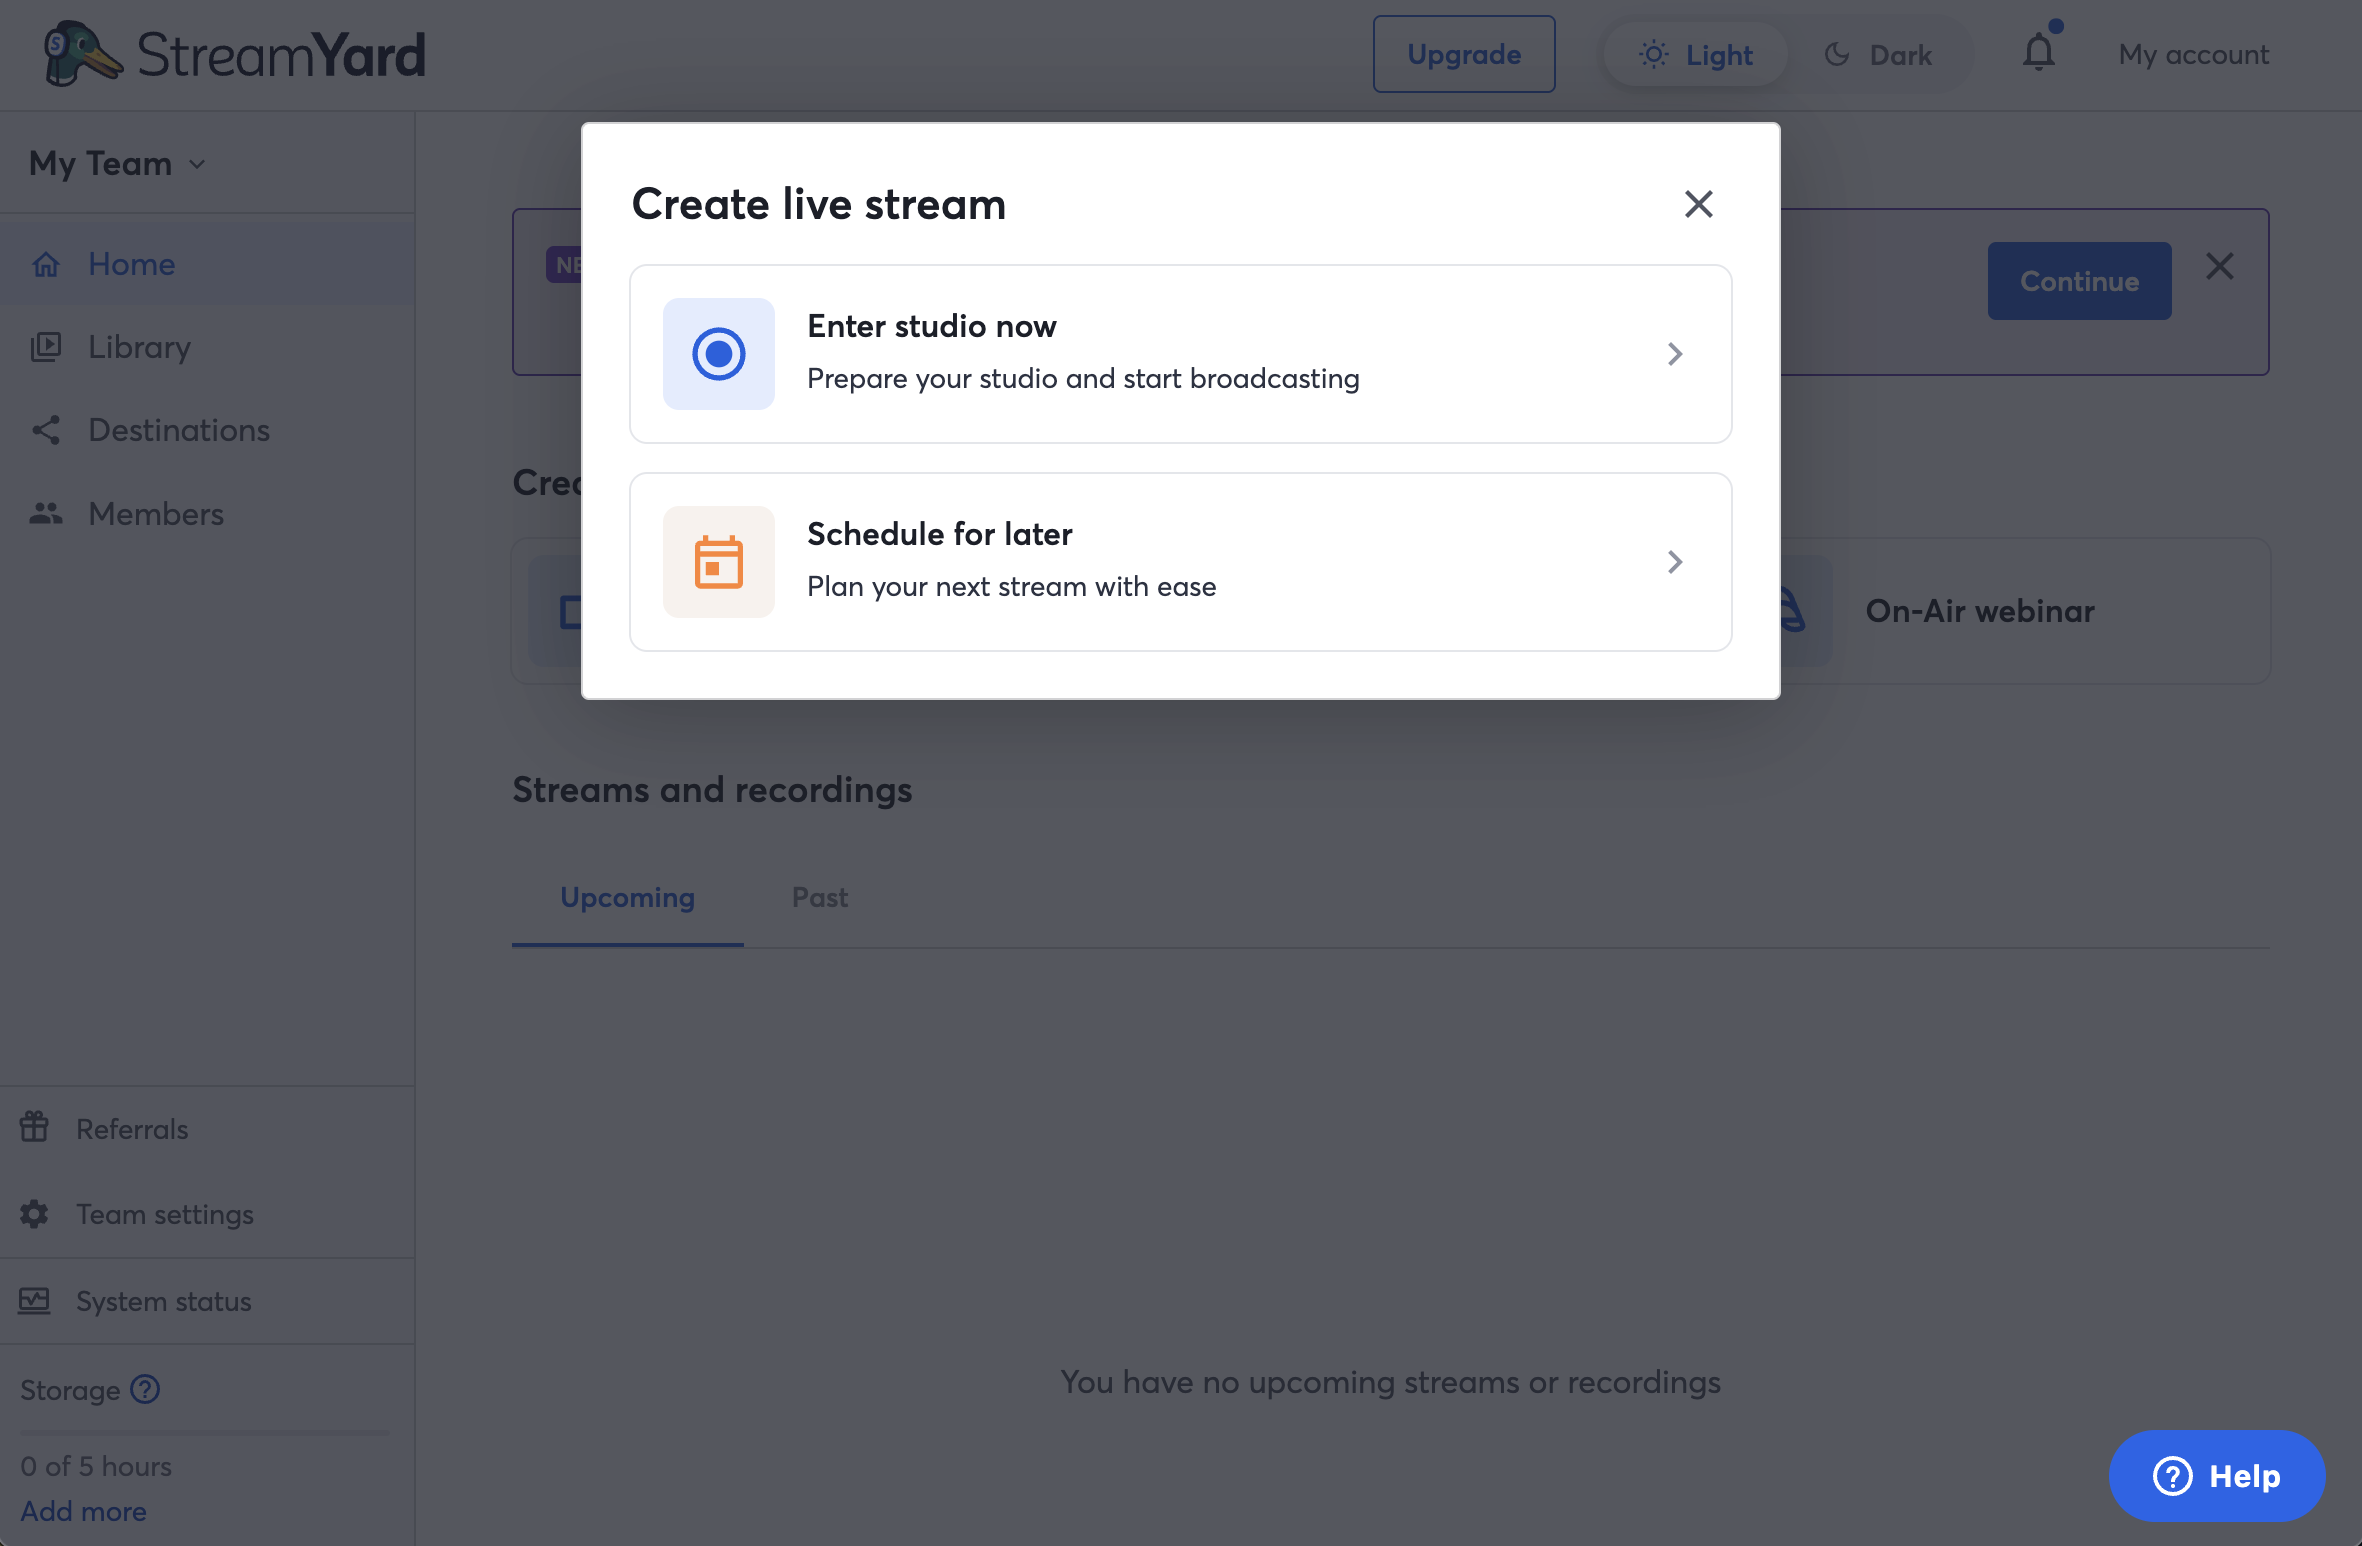 StreamYard
Upgrade
Light
Dark
My account
My Team
Home
Library
Destinations
Members
Create live stream
Enter studio now
Prepare your studio and start broadcasting
Schedule for later
Plan your next stream with ease
Continue
On-Air webinar
Streams and recordings
Upcoming
Past
You have no upcoming streams or recordings
Referrals
Team settings
System status
Storage
0 of 5 hours
Add more
Help